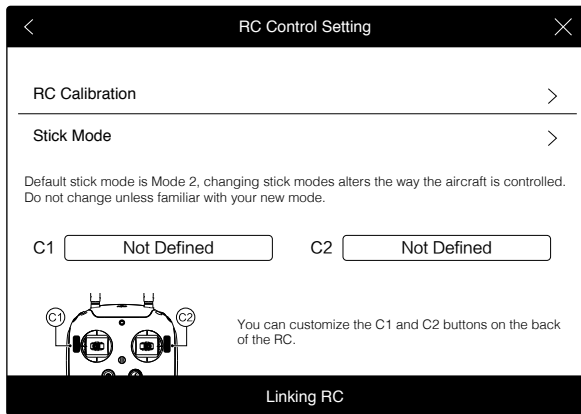 RC Control Setting
RC Calibration
Stick Mode
Default stick mode is Mode 2, changing stick modes alters the way the aircraft is controlled.
Do not change unless familiar with your new mode.
C1 Not Defined C2 Not Defined
C1 C2
You can customize the C1 and C2 buttons on the back
of the RC.
Linking RC